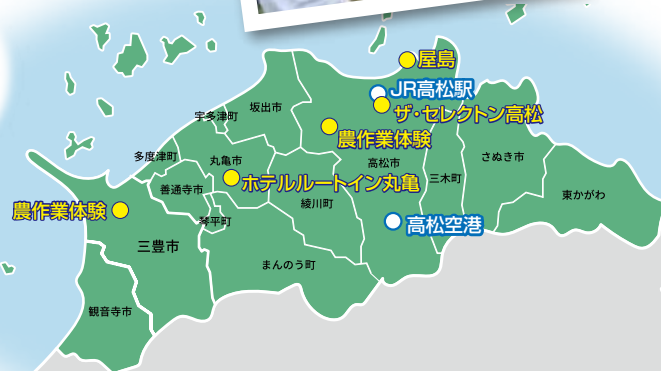 屋島
JR高松駅
ザ・セレクトン高松
坂出市
宇多津町
農作業体験
多度津町
丸亀市
高松市
さぬき市
三木町
ホテルルートイン丸亀
善通寺市
東かがわ
綾川町
農作業体験
琴平町
高松空港
三豊市
まんのう町
観音寺市